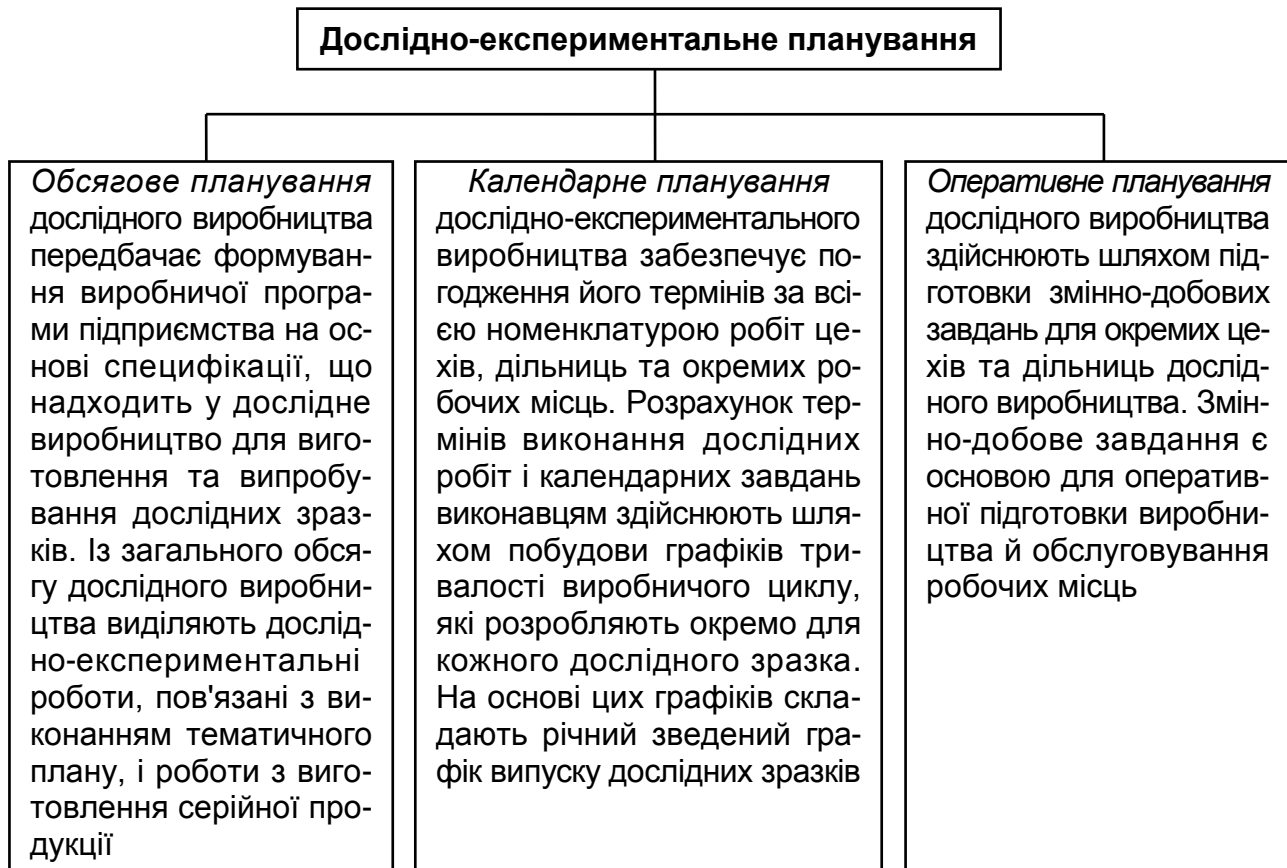 Дослідно-експериментальне планування
Обсягове планування
дослідного виробництва
передбачає формуван-
ня виробничої програ-
ми підприємства на ос-
нові специфікації, що
надходить у дослідне
виробництво для виго-
товлення та випробу-
вання дослідних зраз-
ків. Із загального обся-
гу дослідного виробни-
цтва виділяють дослід-
но-експериментальні
роботи, пов'язані з ви-
конанням тематичного
плану, і роботи з виго-
товлення серійної про-
дукції
Календарне планування
дослідно-експериментального
виробництва забезпечує по-
годження його термінів за всі-
єю номенклатурою робіт це-
хів, дільниць та окремих ро-
бочих місць. Розрахунок тер-
мінів виконання дослідних
робіт і календарних завдань
виконавцям здійснюють шля-
хом побудови графіків три-
валості виробничого циклу,
які розробляють окремо для
кожного дослідного зразка.
На основі цих графіків скла-
дають річний зведений гра-
фік випуску дослідних зразків
Оперативне планування
дослідного виробництва
здійснюють шляхом під-
готовки змінно-добових
завдань для окремих це-
хів та дільниць дослід-
ного виробництва. Змін-
но-добове завдання є
основою для оператив-
ної підготовки виробни-
цтва й обслуговування
робочих місць